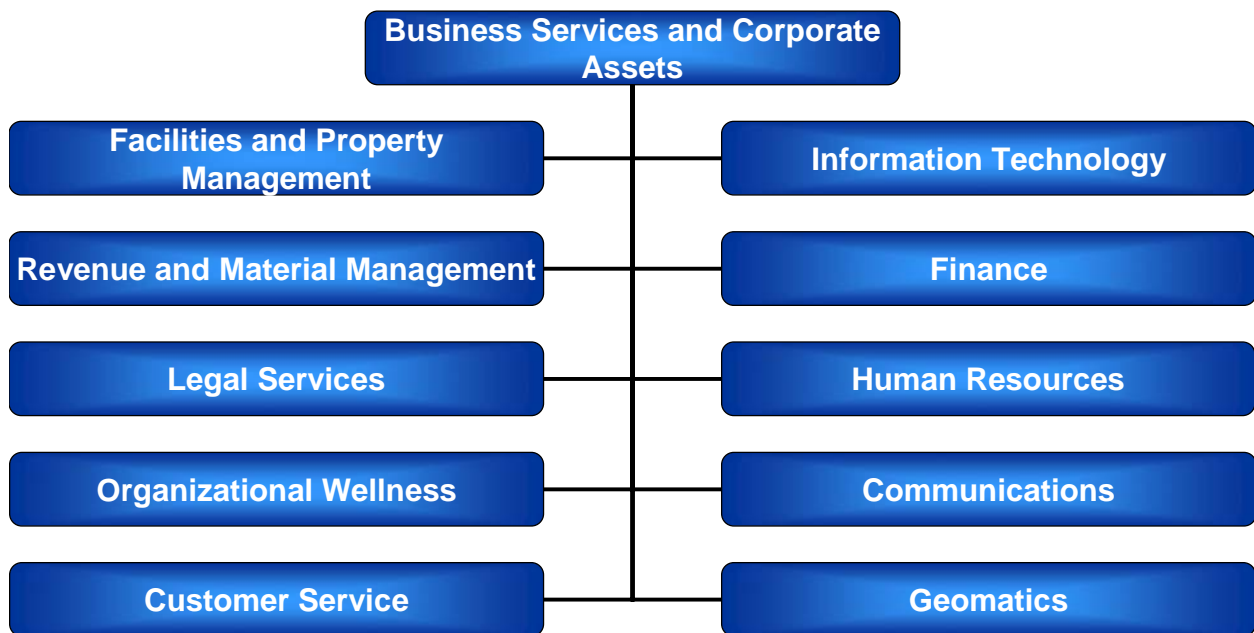 Business Services and Corporate
Assets
Facilities and Property
Management
Information Technology
Revenue and Material Management
Finance
Legal Services
Human Resources
Organizational Wellness
Communications
Customer Service
Geomatics